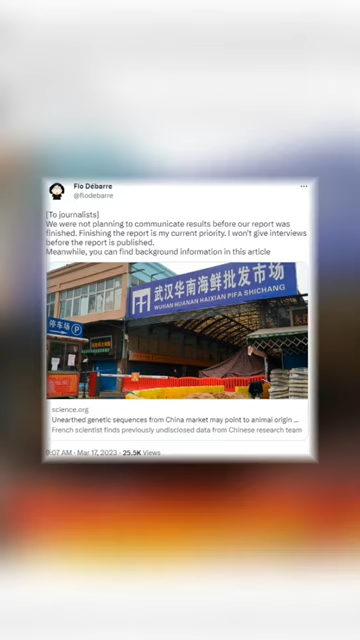 Flo Débarre
@flodebarre
[To journalists]
We were not planning to communicate results before our report was
finished. Finishing the report is my current priority. I won't give interviews
before the report is published.
Meanwhile, you can find background information in this article
武汉华南海鲜批发市场
WUHAN HUANAN HAIXIAN PIFA SHICHANG
停车场 P
science.org
Unearthed genetic sequences from China market may point to animal origin ...
French scientist finds previously undisclosed data from Chinese research team
9:07 AM · Mar 17, 2023 · 25.5K Views